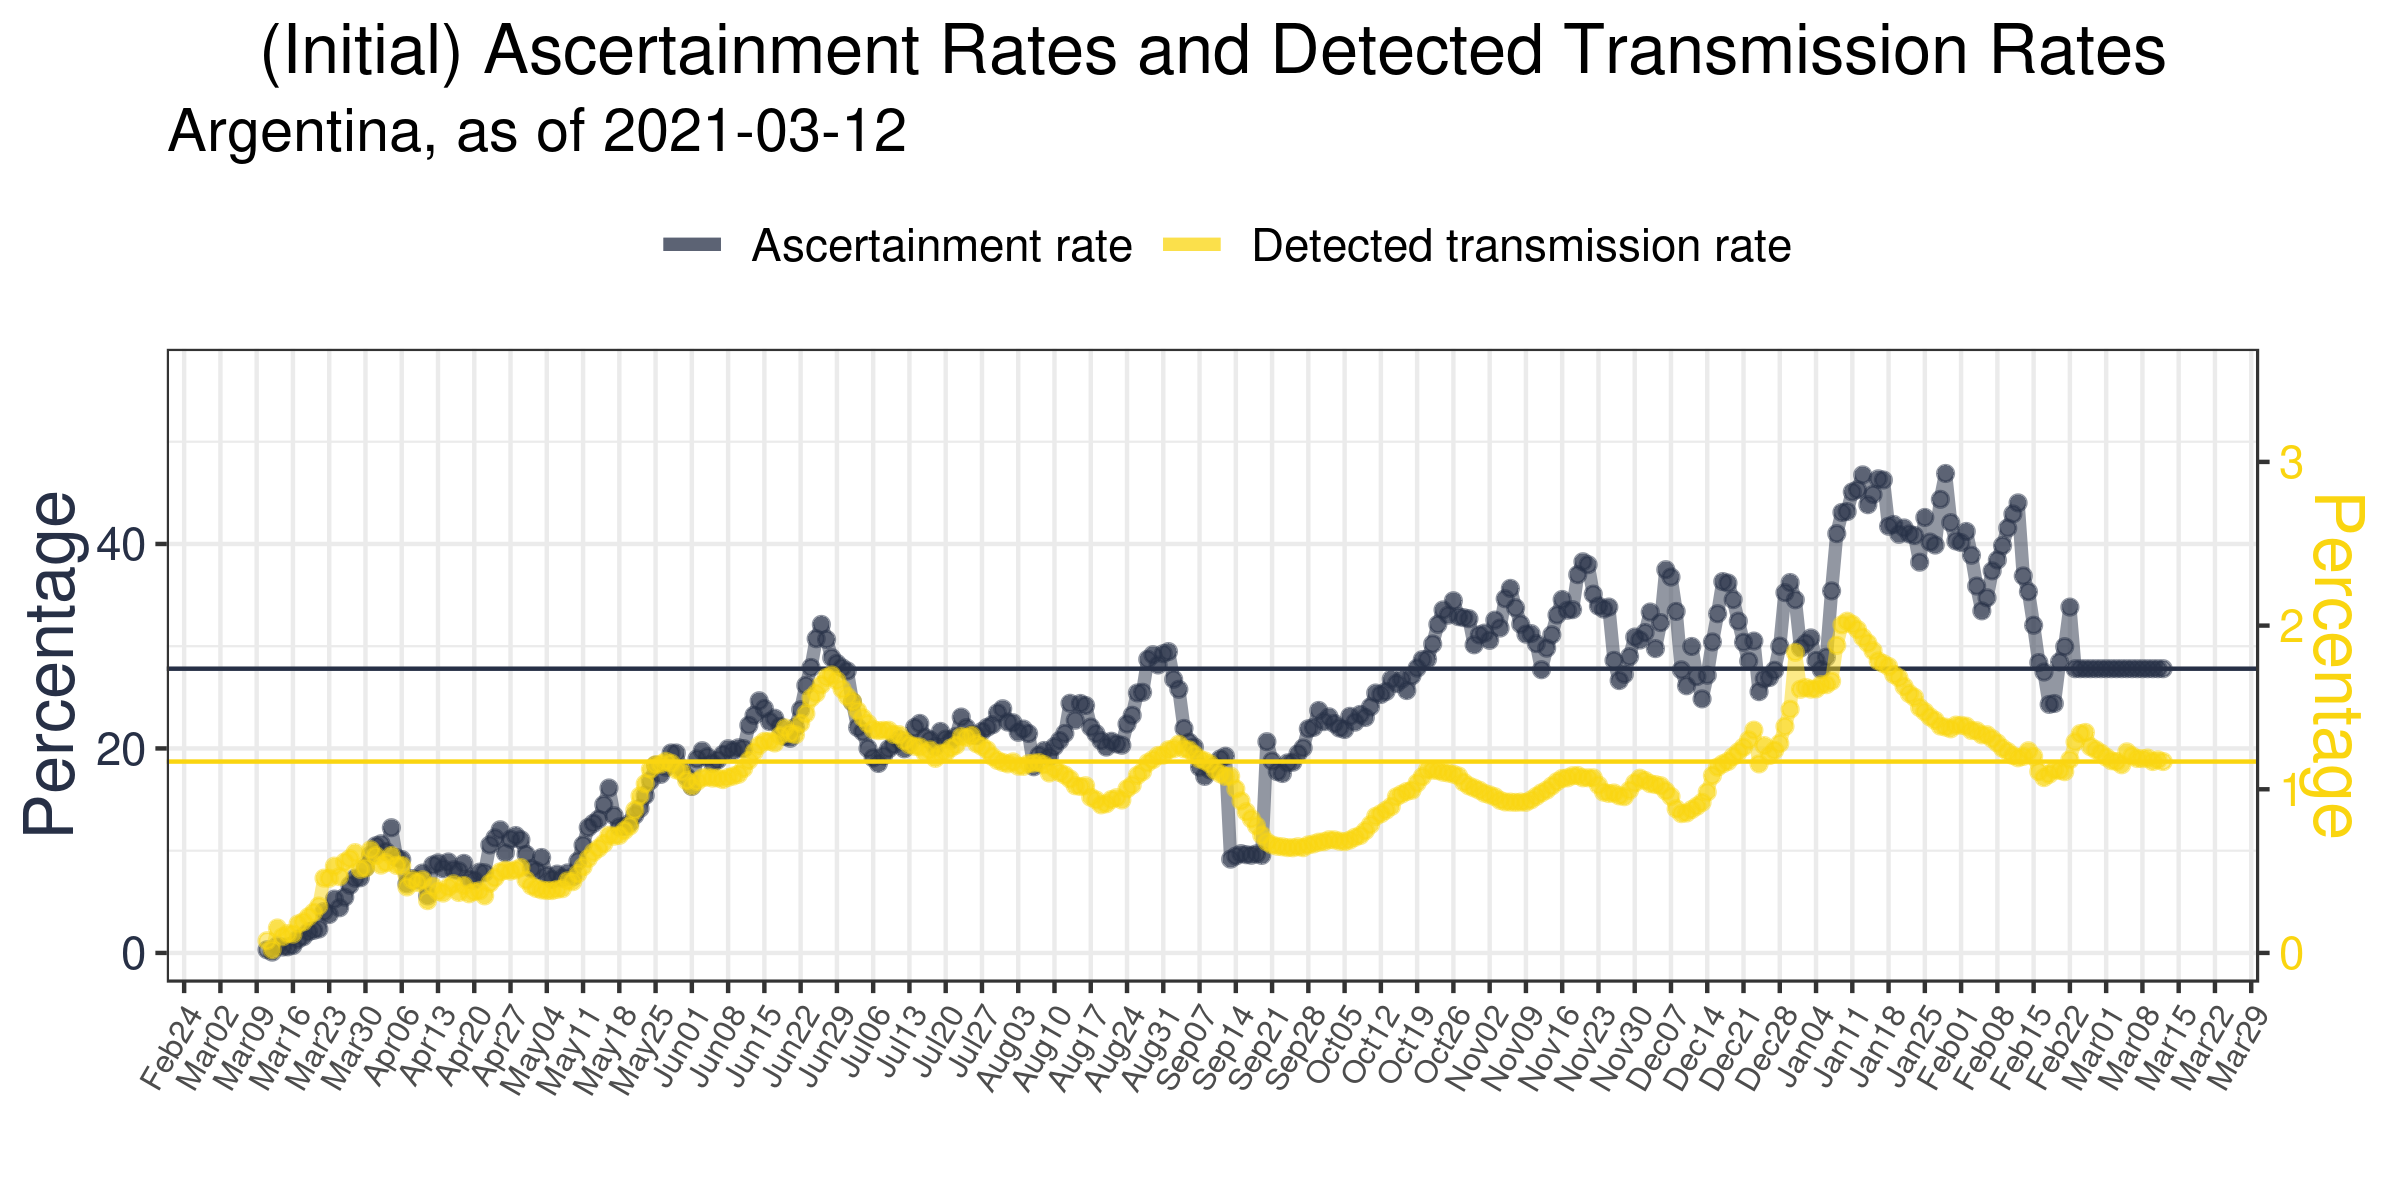 (Initial) Ascertainment Rates and Detected Transmission Rates
Argentina, as of 2021-03-12
Ascertainment rate
Detected transmission rate
Percentage
40
20
0
3
2
1
0
Percentage
Feb24
Mar02
Mar09
Mar16
Mar23
Mar30
Apr06
Apr13
Apr20
Apr27
May04
May11
May18
May25
Jun01
Jun08
Jun15
Jun22
Jun29
Jul06
Jul13
Jul20
Jul27
Aug03
Aug10
Aug17
Aug24
Aug31
Sep07
Sep14
Sep21
Sep28
Oct05
Oct12
Oct19
Oct26
Nov02
Nov09
Nov16
Nov23
Nov30
Dec07
Dec14
Dec21
Dec28
Jan04
Jan11
Jan18
Jan25
Feb01
Feb08
Feb15
Feb22
Mar01
Mar08
Mar15
Mar22
Mar29